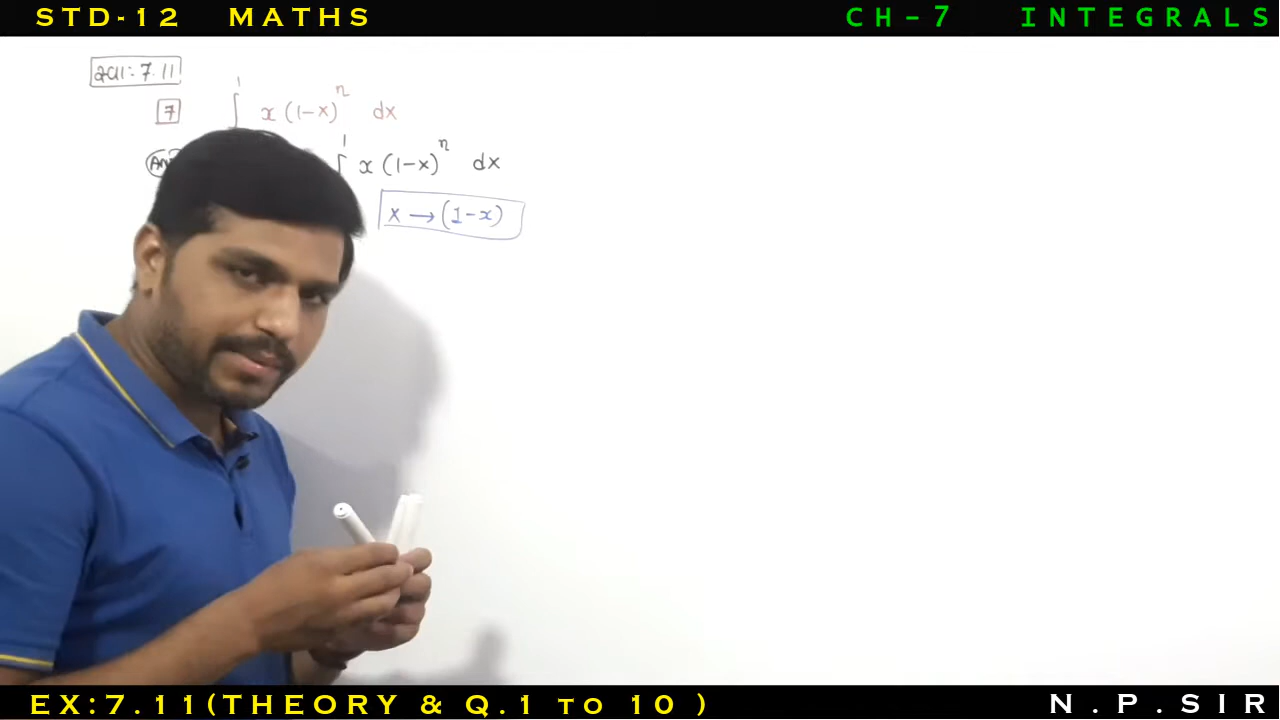 STD-12 MATHS
CH-7 INTEGRALS
7.11
7 ∫ 1 x (1-x)^n dx
∫ 1 x (1-x)^n dx
x → (1-x)
EX:7.11(THEORY & Q.1 TO 10 )
N.P.SIR